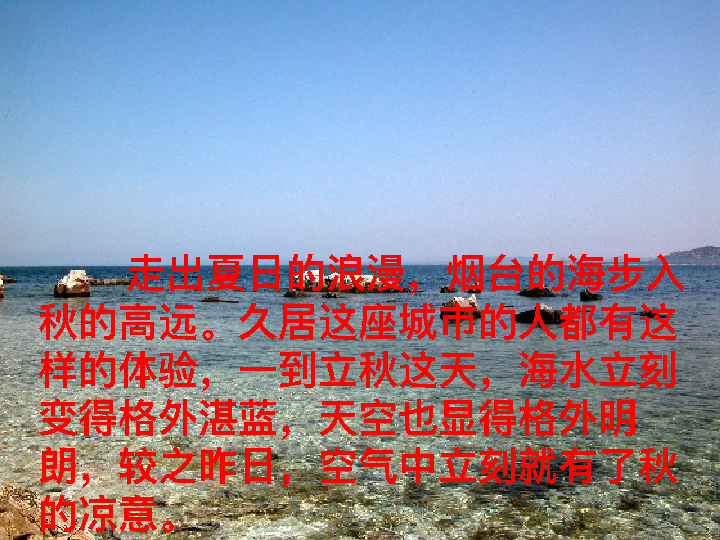 走出夏日的浪漫，烟台的海步入
秋的高远。久居这座城市的人都有这
样的体验，一到立秋这天，海水立刻
变得格外湛蓝，天空也显得格外明
朗，较之昨日，空气中立刻就有了秋
的凉意。